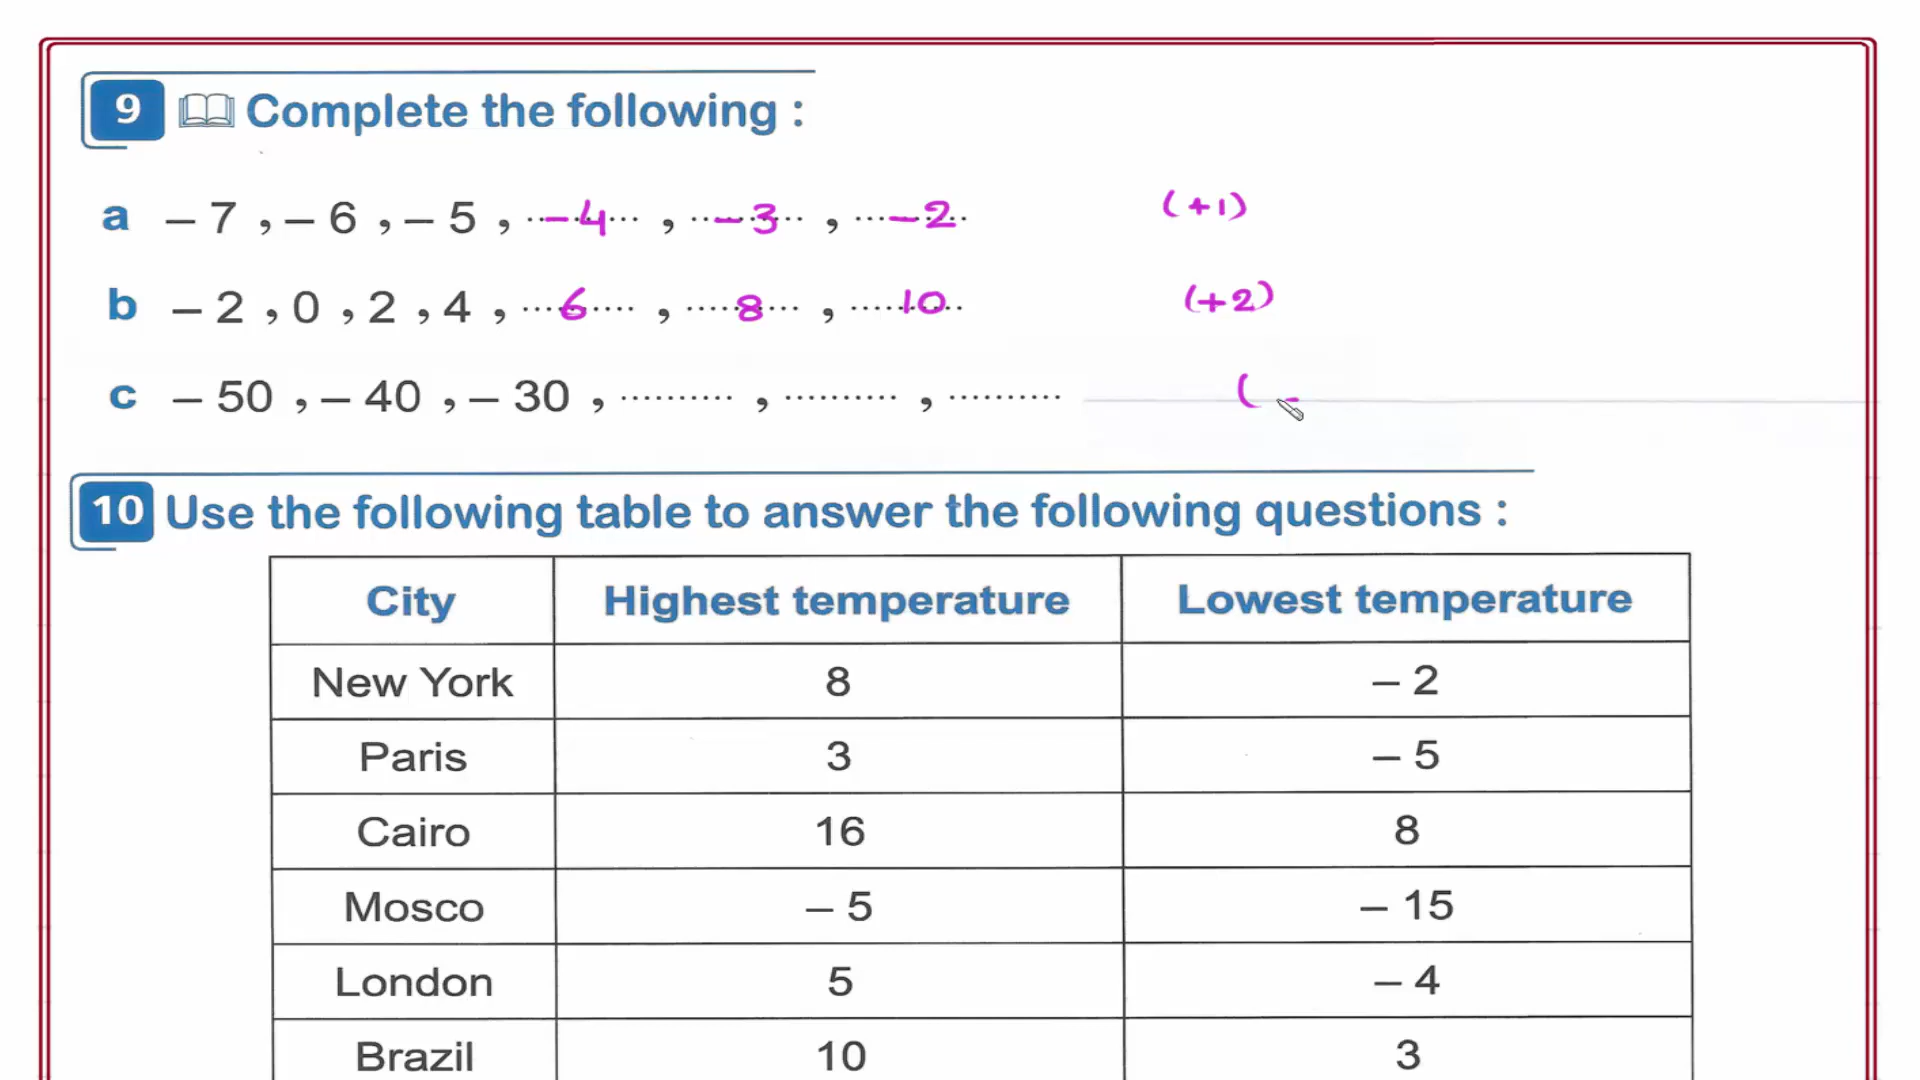 9 Complete the following :
a – 7 , – 6 , – 5 , –4 , –3 , –2 (+1)
b – 2 , 0 , 2 , 4 , 6 , 8 , 10 (+2)
c – 50 , – 40 , – 30 , .......... , .......... , .......... ( -
10 Use the following table to answer the following questions :
City Highest temperature Lowest temperature
New York 8 – 2
Paris 3 – 5
Cairo 16 8
Mosco – 5 – 15
London 5 – 4
Brazil 10 3